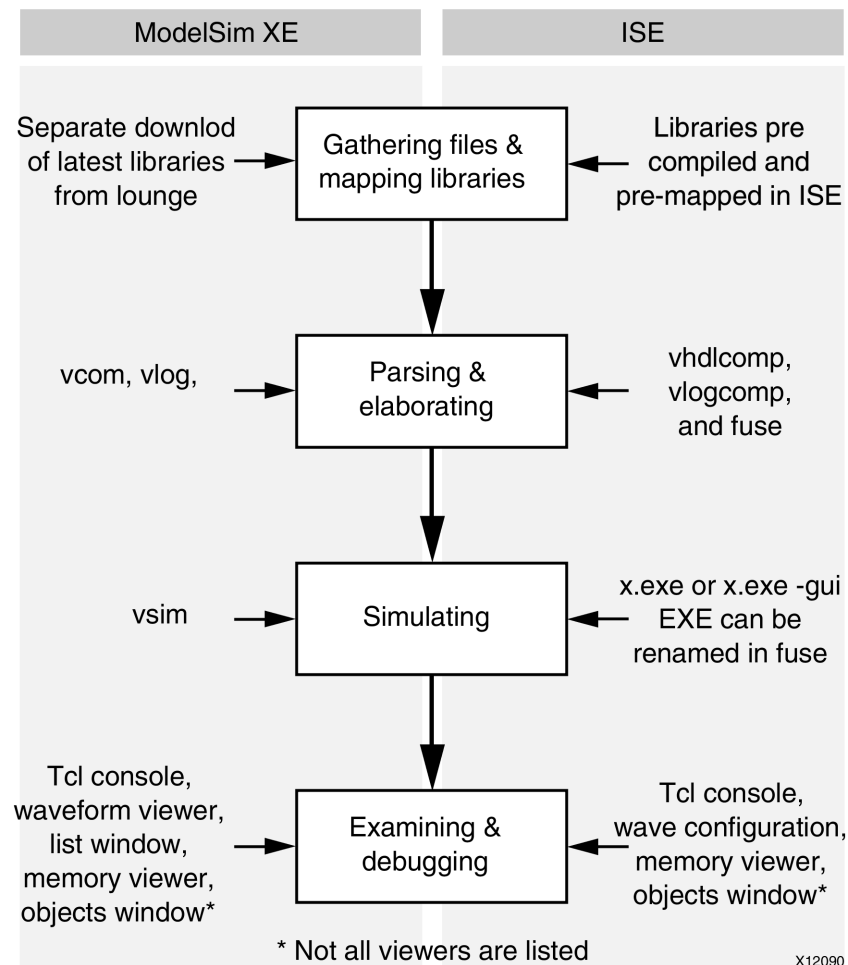 ModelSim XE
ISE
Separate downlod
of latest libraries
from lounge
Gathering files &
mapping libraries
Libraries pre
compiled and
pre-mapped in ISE
vcom, vlog,
Parsing &
elaborating
vhdlcomp,
vlogcomp,
and fuse
vsim
Simulating
x.exe or x.exe -gui
EXE can be
renamed in fuse
Tcl console,
waveform viewer,
list window,
memory viewer,
objects window*
Examining &
debugging
Tcl console,
wave configuration,
memory viewer,
objects window*
* Not all viewers are listed
X12090